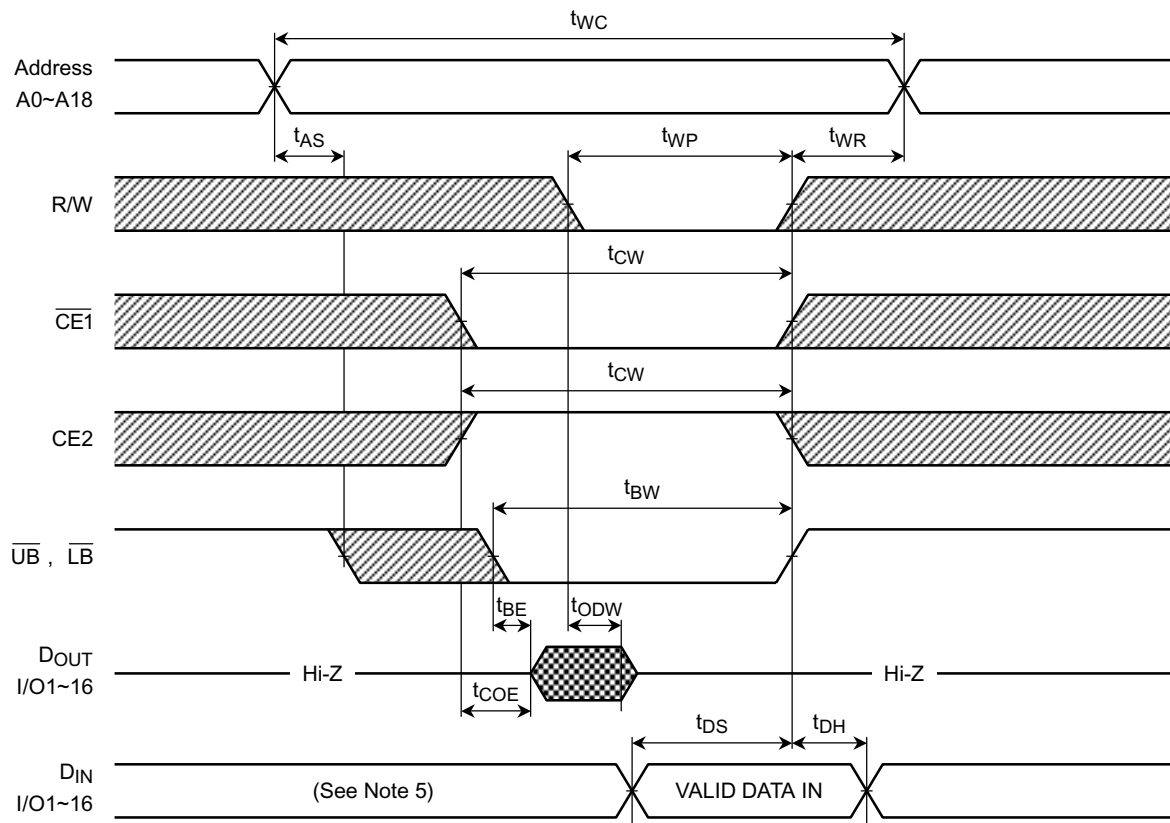 tWC
Address
A0~A18
tAS
tWP
tWR
R/W
tCW
CE1
tCW
CE2
tBW
UB , LB
tBE
tODW
DOUT
I/O1~16
Hi-Z
Hi-Z
tCOE
tDS
tDH
DIN
I/O1~16
(See Note 5)
VALID DATA IN